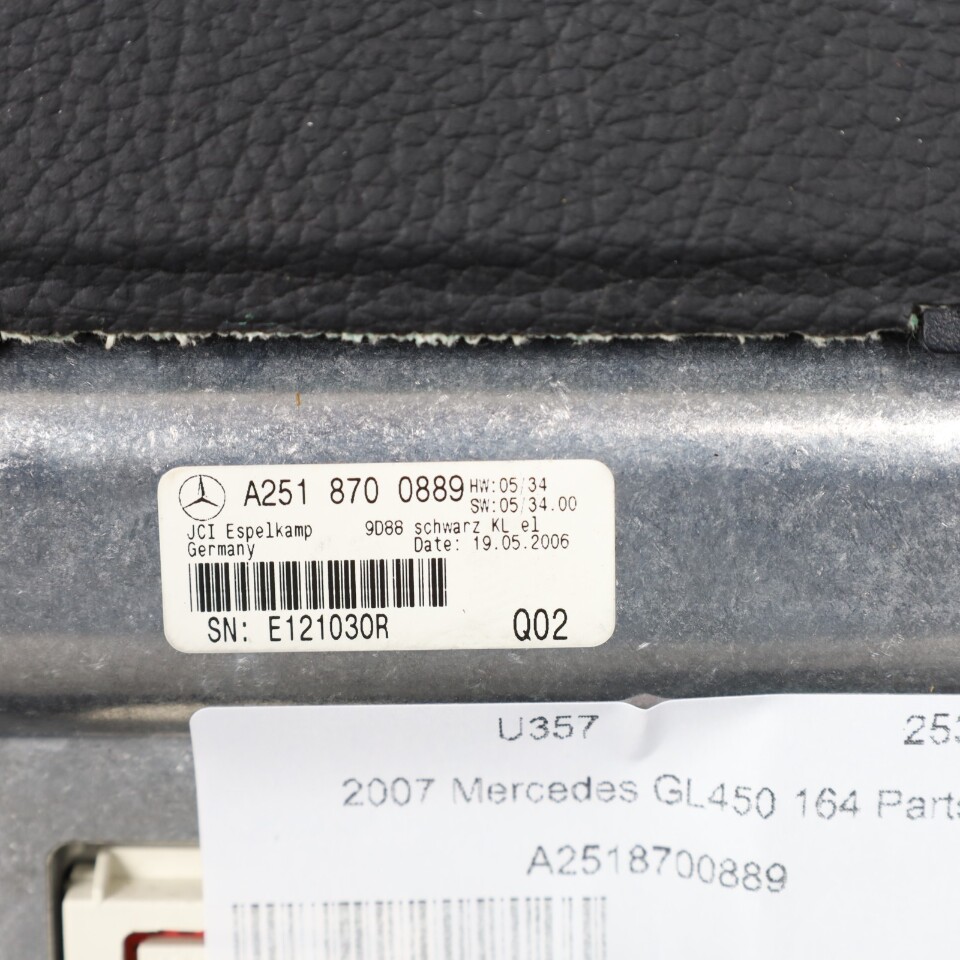 A251 870 0889 HW:05/34
SW:05/34.00
JCI Espelkamp 9D88 schwarz KL el
Germany Date: 19.05.2006
SN: E121030R Q02
U357 253
2007 Mercedes GL450 164 Parts
A2518700889